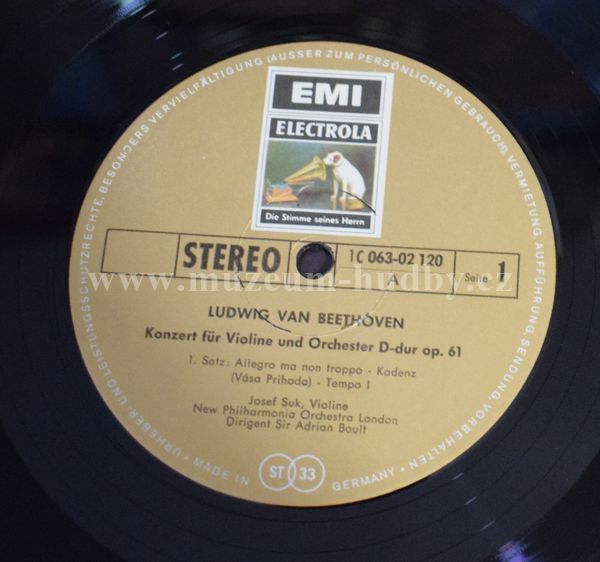 EMI
ELECTROLA
Die Stimme seines Herrn
STEREO
1C 063-02 120
A
Seite 1
www.muzeum-hudby.cz
LUDWIG VAN BEETHOVEN
Konzert für Violine und Orchester D-dur op. 61
1. Satz: Allegro ma non troppo - Kadenz
(Vása Prihoda) - Tempo I
Josef Suk, Violine
New Philharmonia Orchestra London
Dirigent Sir Adrian Boult
URHEBER- UND LEISTUNGSSCHUTZRECHTE, BESONDERS VERVIELFÄLTIGUNG (AUSSER ZUM PERSÖNLICHEN GEBRAUCH), VERMIETUNG, AUFFÜHRUNG, SENDUNG, VORBEHALTEN
• MADE IN GERMANY •
ST 33